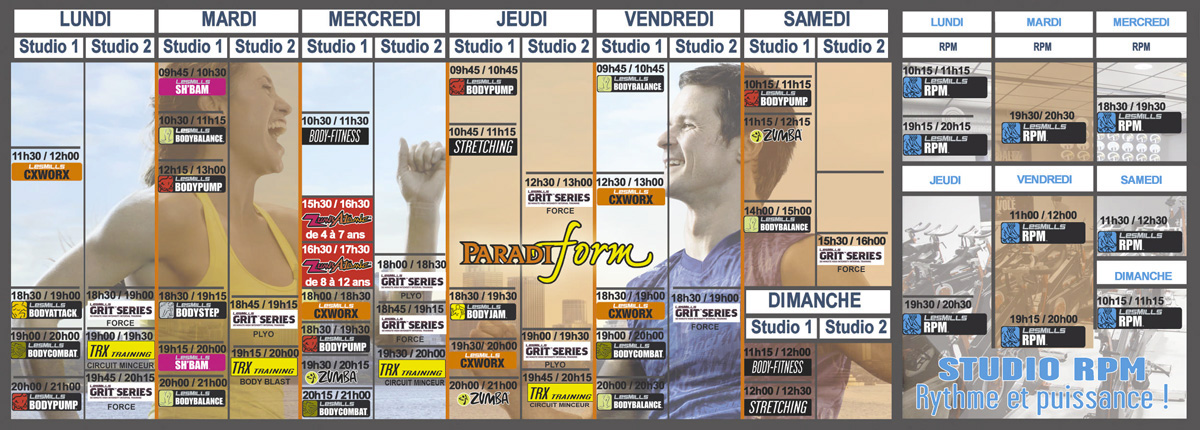 LUNDI
Studio 1
Studio 2
11h30 / 12h00
LESMILLS
CXWORX
18h30 / 19h00
LESMILLS
BODYATTACK
19h00 / 20h00
LESMILLS
BODYCOMBAT
20h00 / 21h00
LESMILLS
BODYPUMP
18h30 / 19h00
LESMILLS
GRIT SERIES
FORCE
19h00 / 19h30
TRX TRAINING
CIRCUIT MINCEUR
19h45 / 20h15
LESMILLS
GRIT SERIES
FORCE
MARDI
Studio 1
Studio 2
09h45 / 10h30
LESMILLS
SH'BAM
10h30 / 11h15
LESMILLS
BODYBALANCE
12h15 / 13h00
LESMILLS
BODYPUMP
18h30 / 19h15
LESMILLS
BODYSTEP
19h15 / 20h00
LESMILLS
SH'BAM
20h00 / 21h00
LESMILLS
BODYBALANCE
18h45 / 19h15
LESMILLS
GRIT SERIES
PLYO
19h15 / 20h00
TRX TRAINING
BODY BLAST
MERCREDI
Studio 1
Studio 2
10h30 / 11h30
BODY-FITNESS
15h30 / 16h30
de 4 à 7 ans
16h30 / 17h30
de 8 à 12 ans
18h00 / 18h30
LESMILLS
CXWORX
18h30 / 19h30
LESMILLS
BODYPUMP
19h30 / 20h15
ZUMBA
20h15 / 21h00
LESMILLS
BODYCOMBAT
18h00 / 18h30
LESMILLS
GRIT SERIES
PLYO
18h45 / 19h15
LESMILLS
GRIT SERIES
FORCE
19h30 / 20h00
TRX TRAINING
CIRCUIT MINCEUR
JEUDI
Studio 1
Studio 2
09h45 / 10h45
LESMILLS
BODYPUMP
10h45 / 11h15
STRETCHING
18h30 / 19h30
LESMILLS
BODYJAM
19h30/ 20h00
LESMILLS
CXWORX
20h00 / 21h00
ZUMBA
12h30 / 13h00
LESMILLS
GRIT SERIES
FORCE
19h00 / 19h30
LESMILLS
GRIT SERIES
PLYO
19h45 / 20h15
TRX TRAINING
CIRCUIT MINCEUR
PARADIform
VENDREDI
Studio 1
Studio 2
09h45 / 10h45
LESMILLS
BODYBALANCE
12h30 / 13h00
LESMILLS
CXWORX
18h30 / 19h00
LESMILLS
CXWORX
19h00 / 20h00
LESMILLS
BODYCOMBAT
18h30 / 19h00
LESMILLS
GRIT SERIES
FORCE
SAMEDI
Studio 1
Studio 2
10h15 / 11h15
LESMILLS
BODYPUMP
11h15 / 12h15
ZUMBA
14h00 / 15h00
LESMILLS
BODYBALANCE
15h30 / 16h00
LESMILLS
GRIT SERIES
FORCE
DIMANCHE
Studio 1
Studio 2
11h15 / 12h00
BODY-FITNESS
12h00 / 12h30
STRETCHING
LUNDI
RPM
10h15 / 11h15
LESMILLS
RPM
19h15 / 20h15
LESMILLS
RPM
MARDI
RPM
19h30/ 20h30
LESMILLS
RPM
MERCREDI
RPM
18h30 / 19h30
LESMILLS
RPM
JEUDI
19h30 / 20h30
LESMILLS
RPM
VENDREDI
11h00 / 12h00
LESMILLS
RPM
19h15 / 20h00
LESMILLS
RPM
SAMEDI
11h30 / 12h30
LESMILLS
RPM
DIMANCHE
10h15 / 11h15
LESMILLS
RPM
STUDIO RPM
Rythme et puissance !